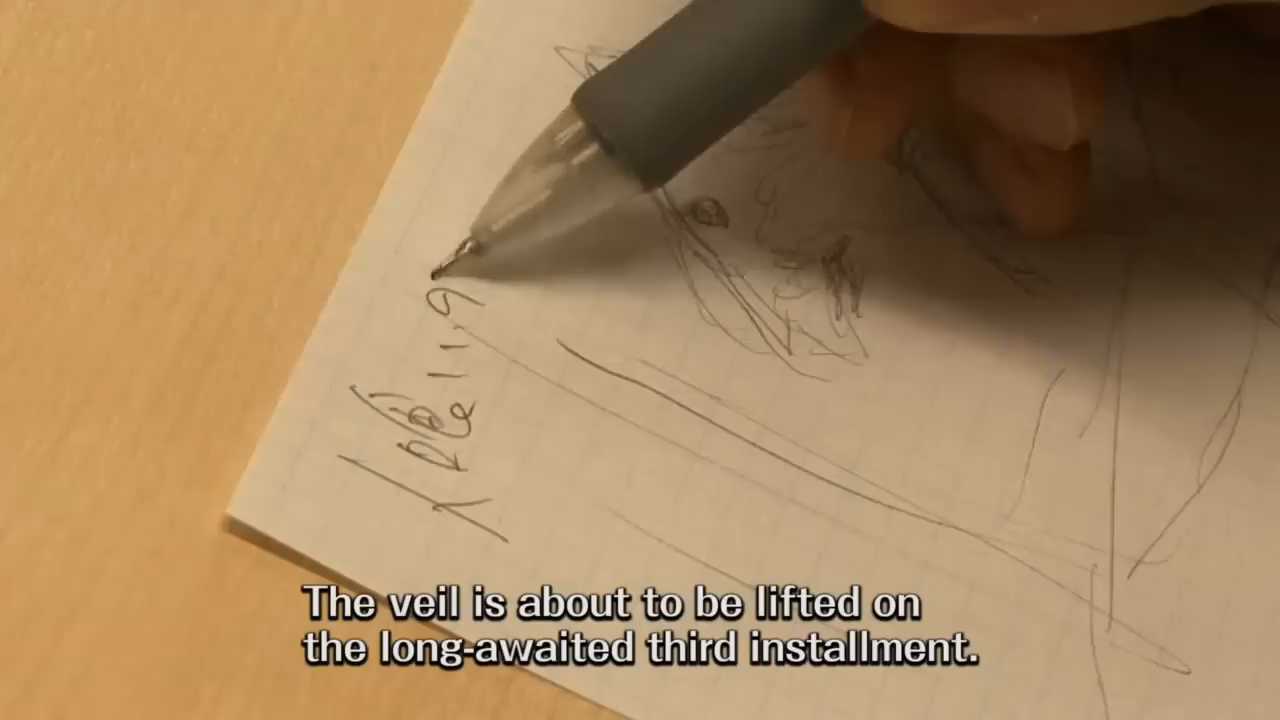 The veil is about to be lifted on
the long-awaited third installment.